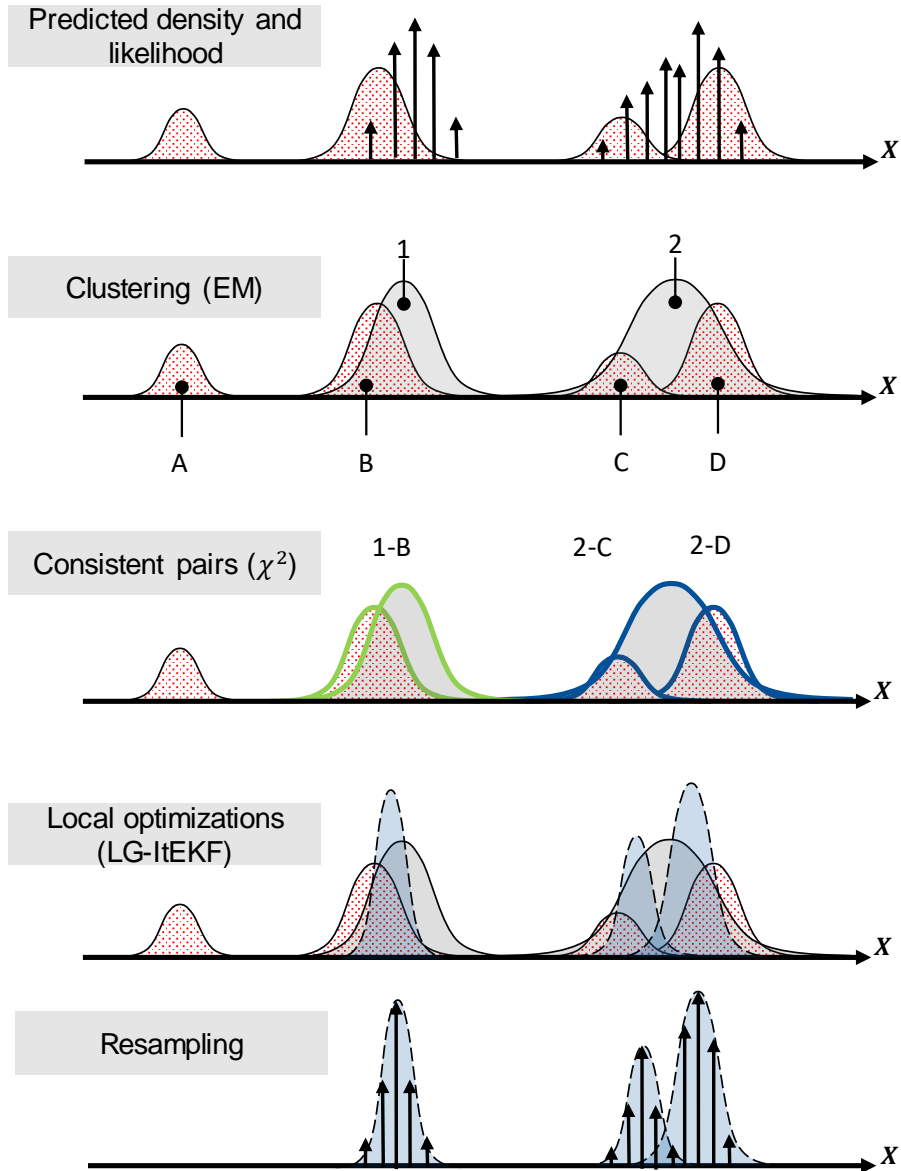 Predicted density and
likelihood
X
1
2
Clustering (EM)
X
A
B
C
D
Consistent pairs (χ²)
1-B
2-C
2-D
X
Local optimizations
(LG-ItEKF)
X
Resampling
X